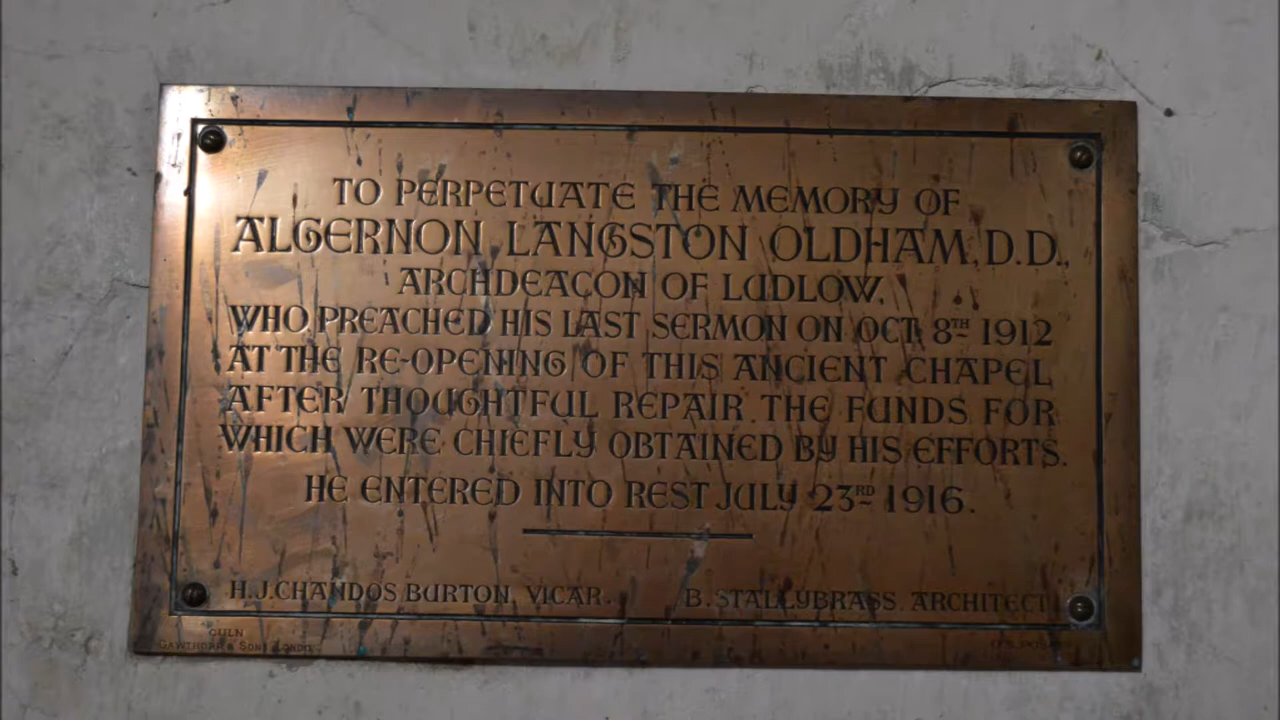 TO PERPETUATE THE MEMORY OF
ALGERNON LANGSTON OLDHAM, D.D.,
ARCHDEACON OF LUDLOW,
WHO PREACHED HIS LAST SERMON ON OCT. 8TH 1912
AT THE RE-OPENING OF THIS ANCIENT CHAPEL
AFTER THOUGHTFUL REPAIR. THE FUNDS FOR
WHICH WERE CHIEFLY OBTAINED BY HIS EFFORTS.
HE ENTERED INTO REST JULY 23RD 1916.
H. J. CHANDOS BURTON, VICAR. B. STALLYBRASS, ARCHITECT
GAWTHORP & SON